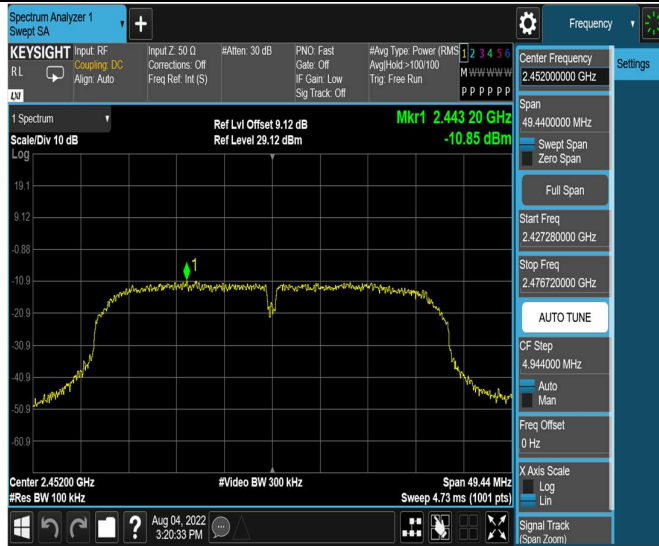 Spectrum Analyzer 1
Swept SA
+
Frequency
KEYSIGHT
RL
LXI
Input: RF
Coupling: DC
Align: Auto
Input Z: 50 Ω
Corrections: Off
Freq Ref: Int (S)
#Atten: 30 dB
PNO: Fast
Gate: Off
IF Gain: Low
Sig Track: Off
#Avg Type: Power (RMS
Avg|Hold:>100/100
Trig: Free Run
1 2 3 4 5 6
M W W W W W
P P P P P P
Center Frequency
2.452000000 GHz
Settings
Span
49.4400000 MHz
Swept Span
Zero Span
Full Span
Start Freq
2.427280000 GHz
Stop Freq
2.476720000 GHz
AUTO TUNE
CF Step
4.944000 MHz
Auto
Man
Freq Offset
0 Hz
X Axis Scale
Log
Lin
Signal Track
(Span Zoom)
1 Spectrum
Scale/Div 10 dB
Log
Ref Lvl Offset 9.12 dB
Ref Level 29.12 dBm
Mkr1 2.443 20 GHz
-10.85 dBm
19.1
9.12
-0.88
-10.9
-20.9
-30.9
-40.9
-50.9
-60.9
1
Center 2.45200 GHz
#Res BW 100 kHz
#Video BW 300 kHz
Span 49.44 MHz
Sweep 4.73 ms (1001 pts)
?
Aug 04, 2022
3:20:33 PM